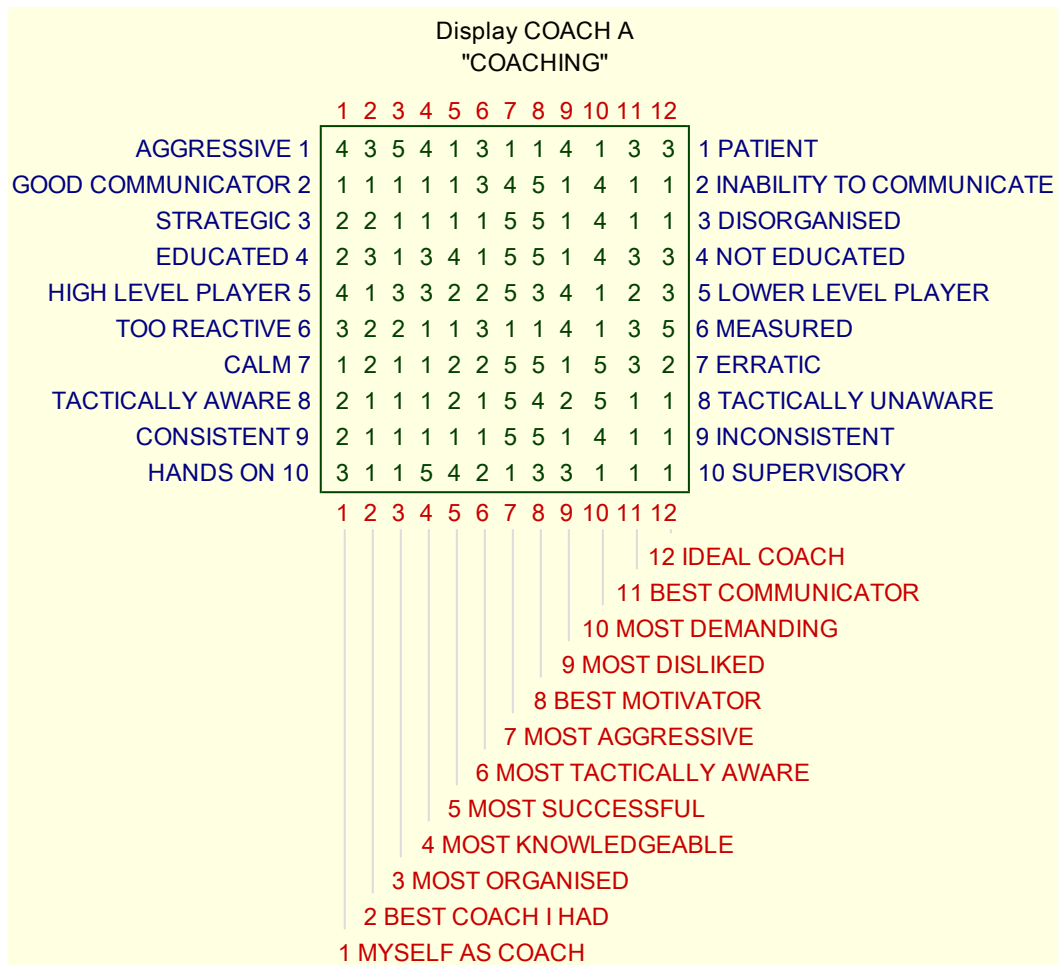 Display COACH A
"COACHING"
1 2 3 4 5 6 7 8 9 10 11 12
AGGRESSIVE 1 4 3 5 4 1 3 1 1 4 1 3 3 1 PATIENT
GOOD COMMUNICATOR 2 1 1 1 1 1 3 4 5 1 4 1 1 2 INABILITY TO COMMUNICATE
STRATEGIC 3 2 2 1 1 1 1 5 5 1 4 1 1 3 DISORGANISED
EDUCATED 4 2 3 1 3 4 1 5 5 1 4 3 3 4 NOT EDUCATED
HIGH LEVEL PLAYER 5 4 1 3 3 2 2 5 3 4 1 2 3 5 LOWER LEVEL PLAYER
TOO REACTIVE 6 3 2 2 1 1 3 1 1 4 1 3 5 6 MEASURED
CALM 7 1 2 1 1 2 2 5 5 1 5 3 2 7 ERRATIC
TACTICALLY AWARE 8 2 1 1 1 2 1 5 4 2 5 1 1 8 TACTICALLY UNAWARE
CONSISTENT 9 2 1 1 1 1 1 5 5 1 4 1 1 9 INCONSISTENT
HANDS ON 10 3 1 1 5 4 2 1 3 3 1 1 1 10 SUPERVISORY
1 2 3 4 5 6 7 8 9 10 11 12
12 IDEAL COACH
11 BEST COMMUNICATOR
10 MOST DEMANDING
9 MOST DISLIKED
8 BEST MOTIVATOR
7 MOST AGGRESSIVE
6 MOST TACTICALLY AWARE
5 MOST SUCCESSFUL
4 MOST KNOWLEDGEABLE
3 MOST ORGANISED
2 BEST COACH I HAD
1 MYSELF AS COACH